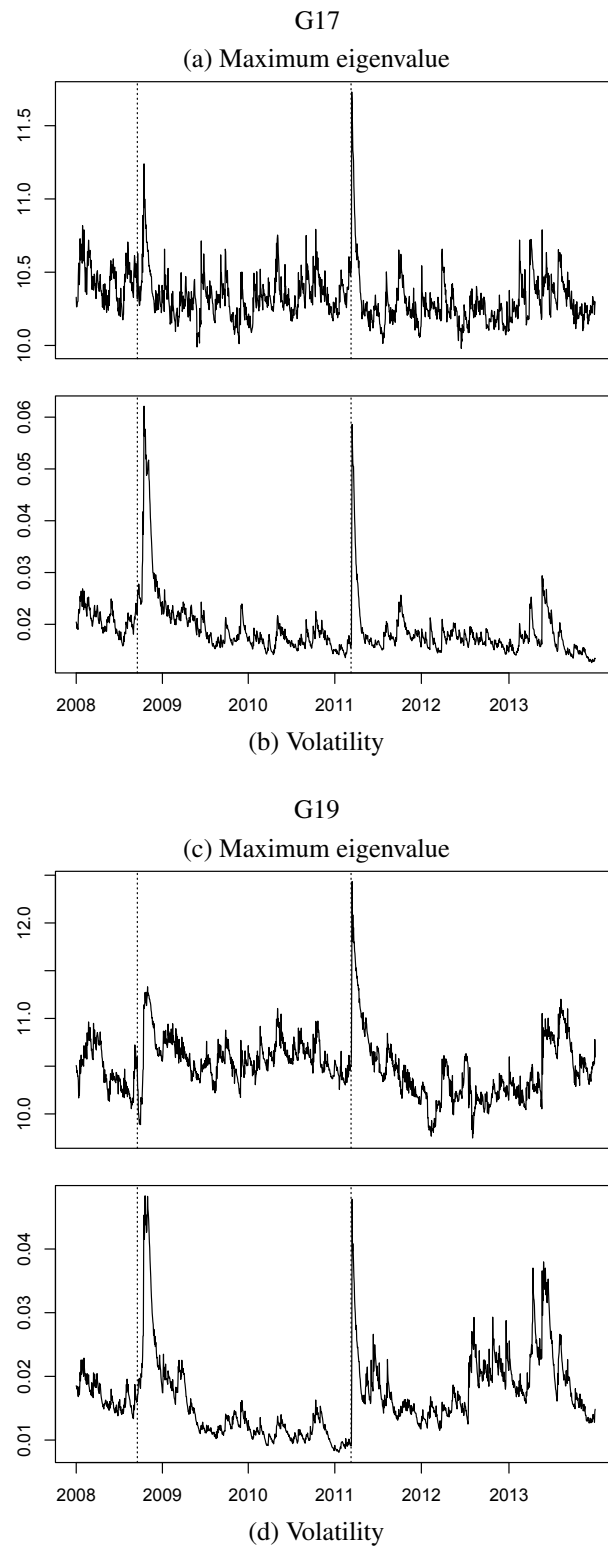 G17
(a) Maximum eigenvalue
11.5
11.0
10.5
10.0
0.06
0.05
0.04
0.03
0.02
2008 2009 2010 2011 2012 2013
(b) Volatility
G19
(c) Maximum eigenvalue
12.0
11.0
10.0
0.04
0.03
0.02
0.01
2008 2009 2010 2011 2012 2013
(d) Volatility